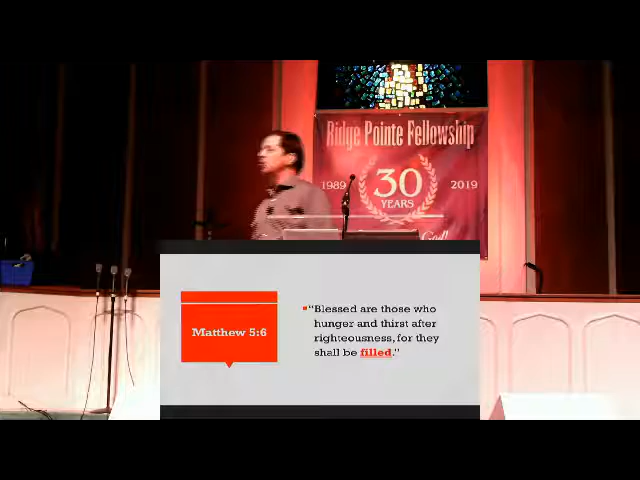 Ridge Pointe Fellowship
1989 30 2019
YEARS
God!
Matthew 5:6
"Blessed are those who
hunger and thirst after
righteousness, for they
shall be filled."